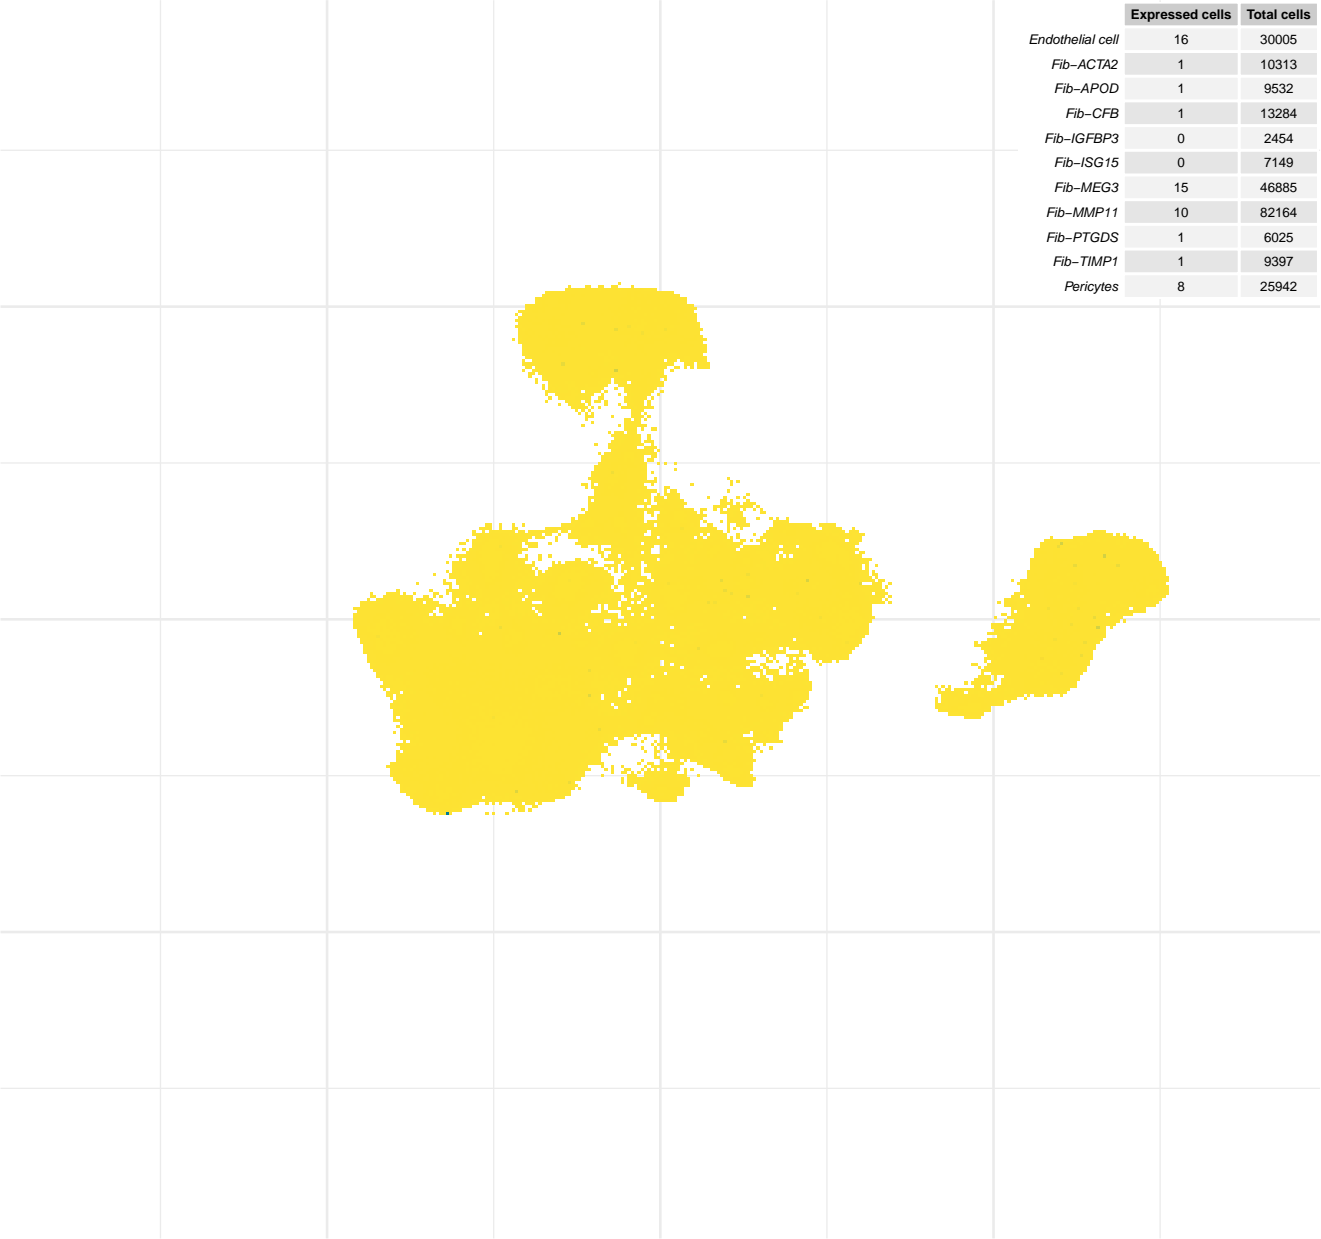 Expressed cells Total cells
Endothelial cell 16 30005
Fib−ACTA2 1 10313
Fib−APOD 1 9532
Fib−CFB 1 13284
Fib−IGFBP3 0 2454
Fib−ISG15 0 7149
Fib−MEG3 15 46885
Fib−MMP11 10 82164
Fib−PTGDS 1 6025
Fib−TIMP1 1 9397
Pericytes 8 25942